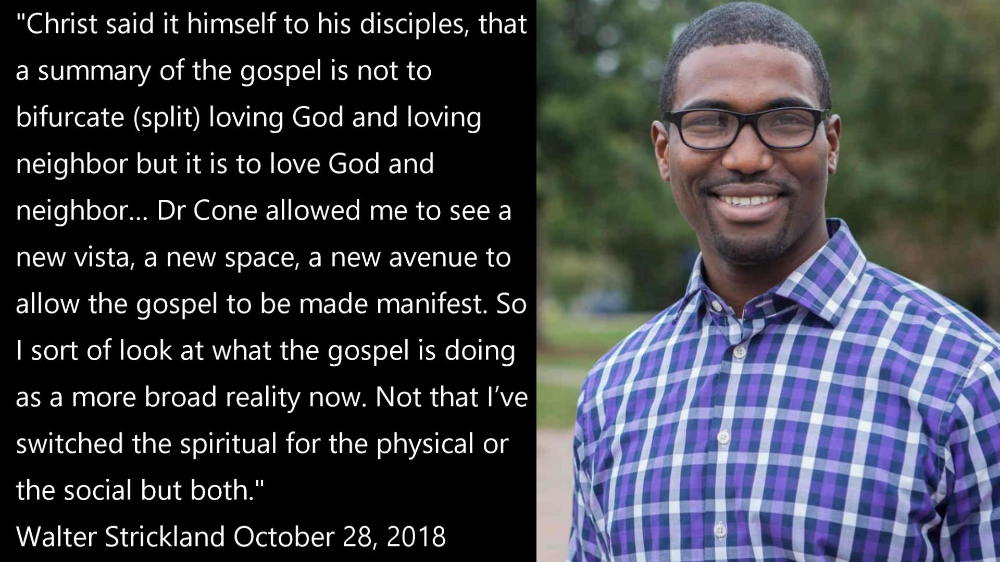 "Christ said it himself to his disciples, that
a summary of the gospel is not to
bifurcate (split) loving God and loving
neighbor but it is to love God and
neighbor... Dr Cone allowed me to see a
new vista, a new space, a new avenue to
allow the gospel to be made manifest. So
I sort of look at what the gospel is doing
as a more broad reality now. Not that I’ve
switched the spiritual for the physical or
the social but both."
Walter Strickland October 28, 2018